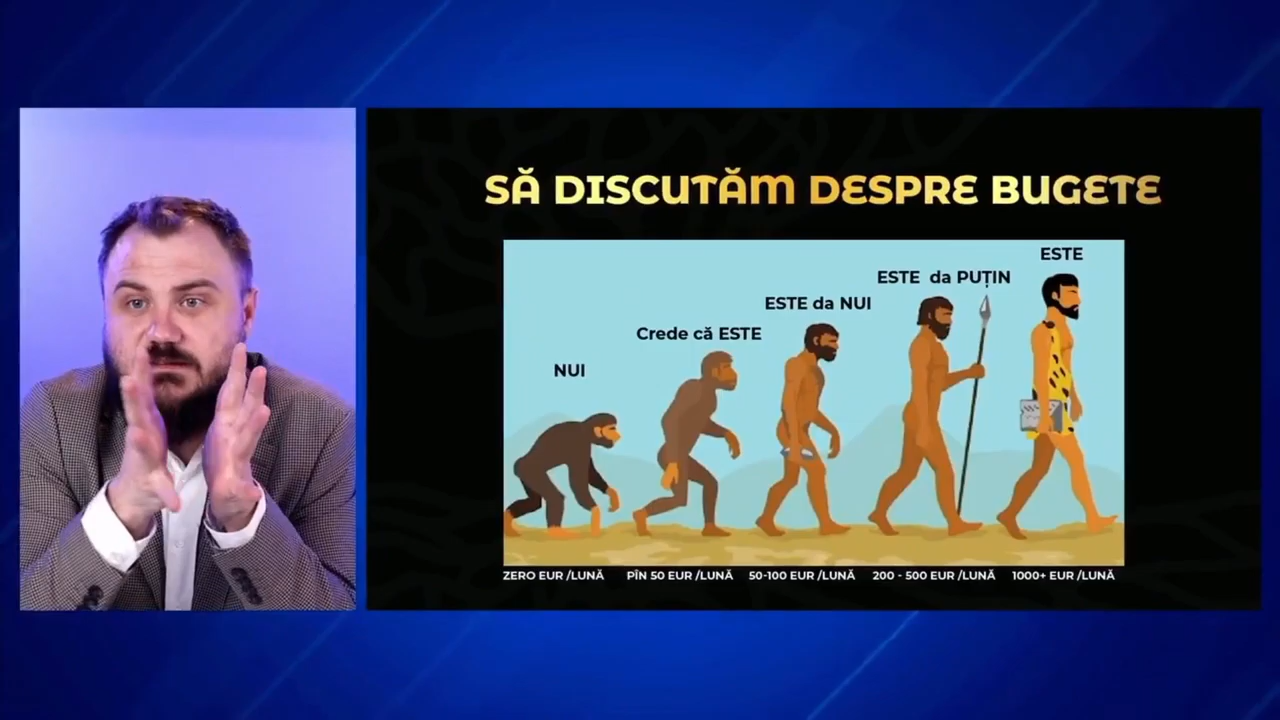 SĂ DISCUTĂM DESPRE BUGETE
ESTE
ESTE da PUȚIN
ESTE da NUI
Crede că ESTE
NUI
ZERO EUR /LUNĂ PÎN 50 EUR /LUNĂ 50-100 EUR /LUNĂ 200 - 500 EUR /LUNĂ 1000+ EUR /LUNĂ